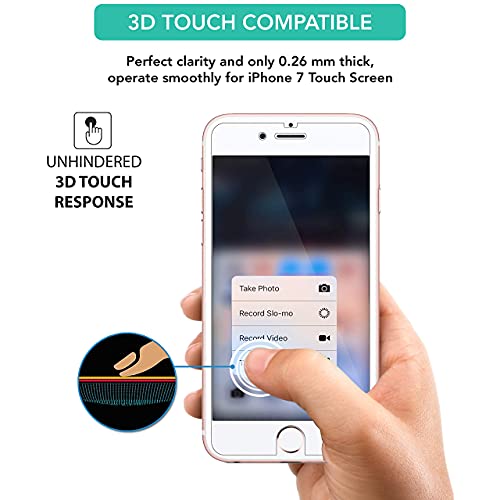 3D TOUCH COMPATIBLE
Perfect clarity and only 0.26 mm thick,
operate smoothly for iPhone 7 Touch Screen
UNHINDERED
3D TOUCH
RESPONSE
Take Photo
Record Slo-mo
Record Video